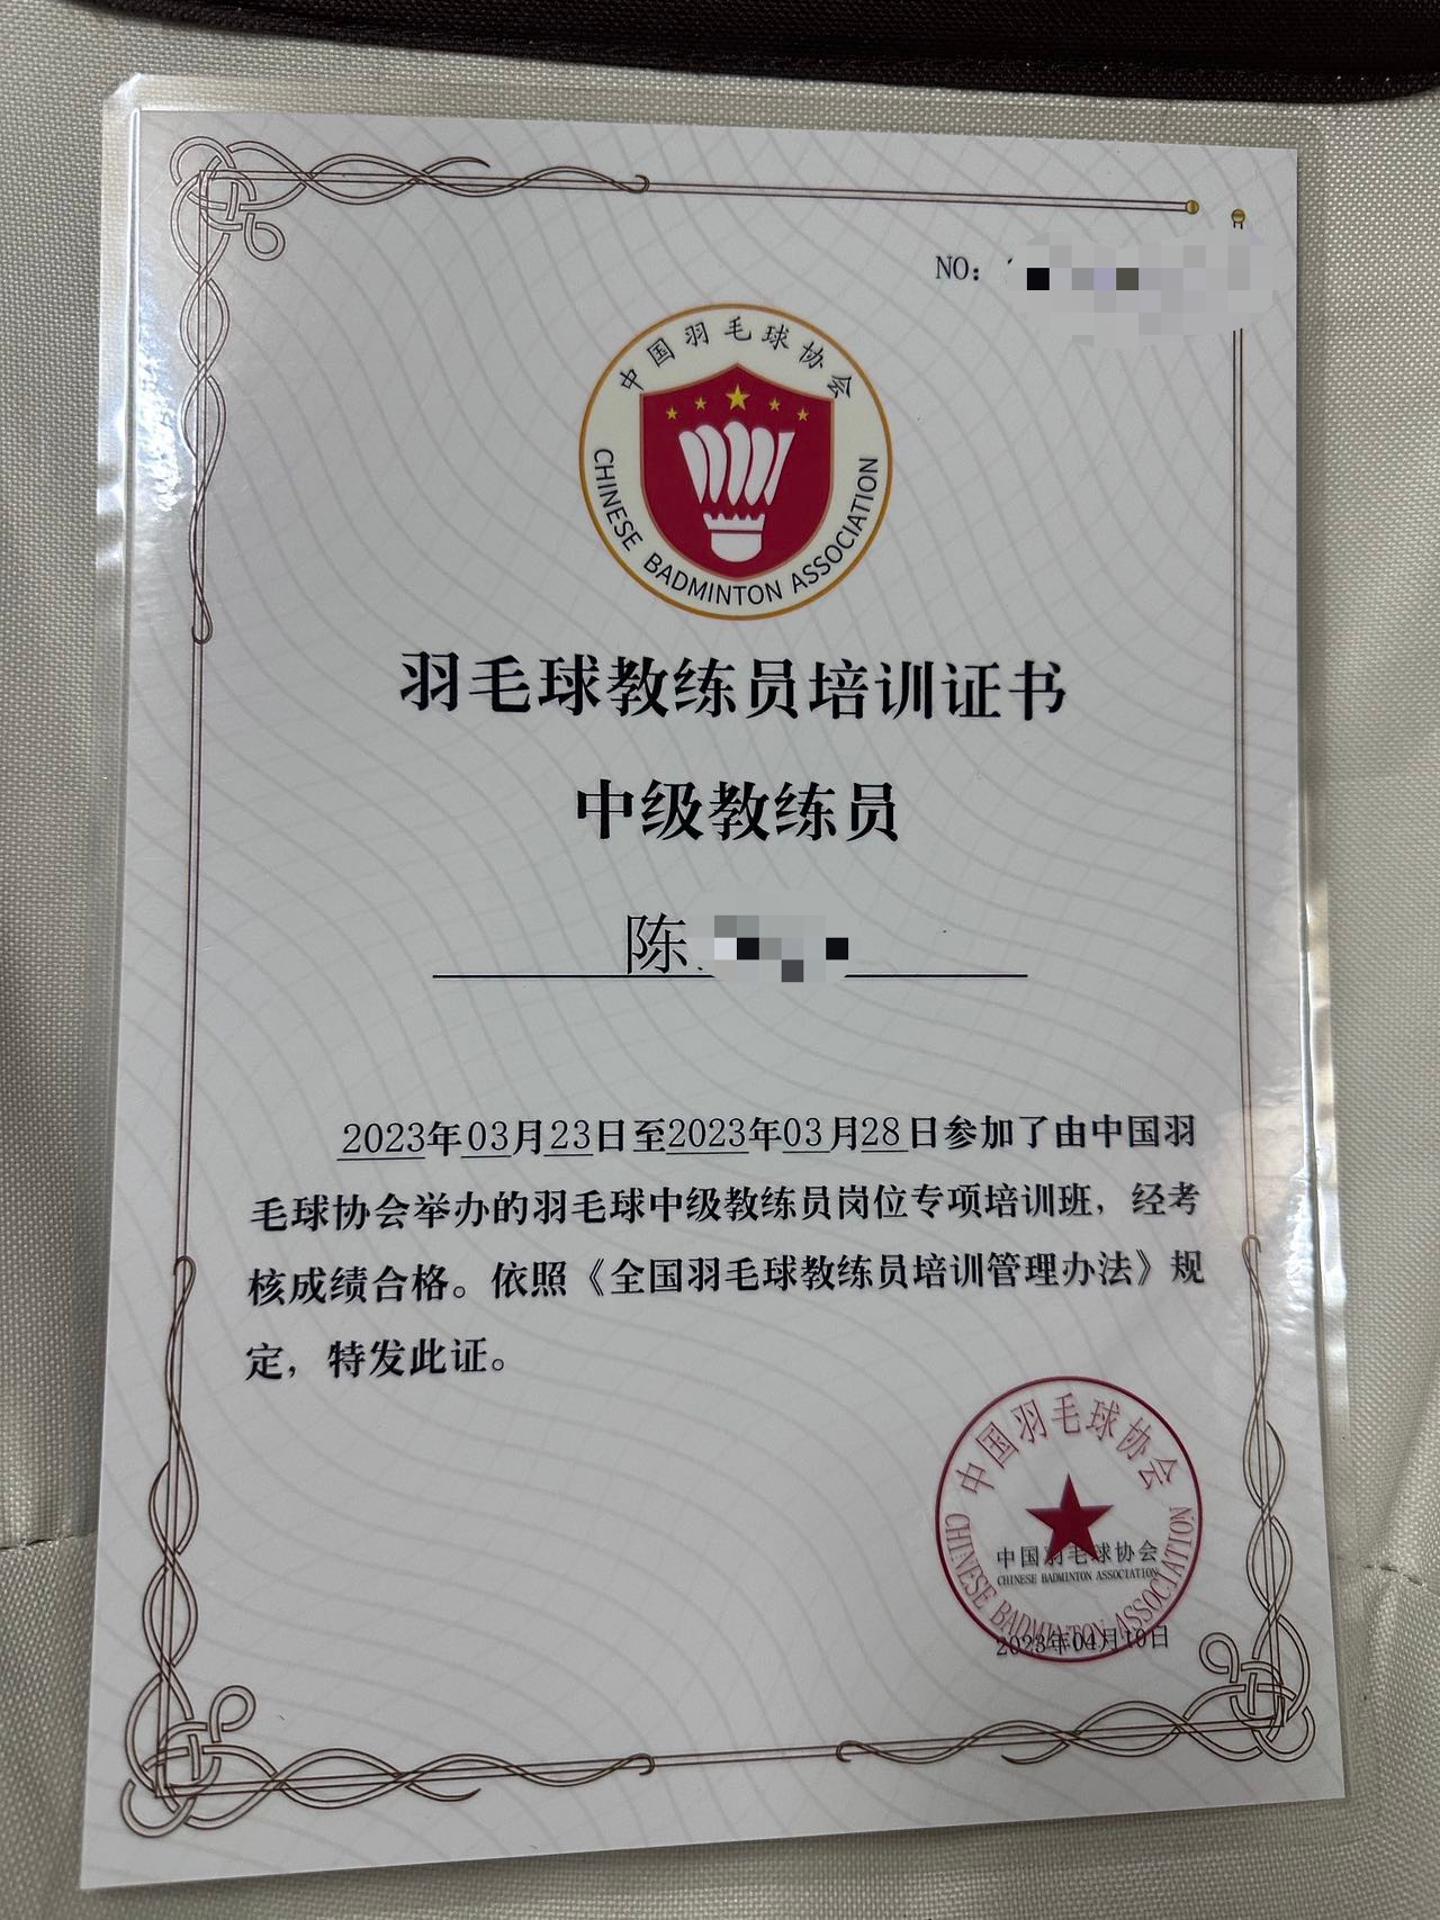 NO：
中国羽毛球协会
CHINESE BADMINTON ASSOCIATION
羽毛球教练员培训证书
中级教练员
陈
2023年03月23日至2023年03月28日参加了由中国羽
毛球协会举办的羽毛球中级教练员岗位专项培训班，经考
核成绩合格。依照《全国羽毛球教练员培训管理办法》规
定，特发此证。
中国羽毛球协会
中国羽毛球协会
CHINESE BADMINTON ASSOCIATION
CHINESE BADMINTON ASSOCIATION
2023年04月10日